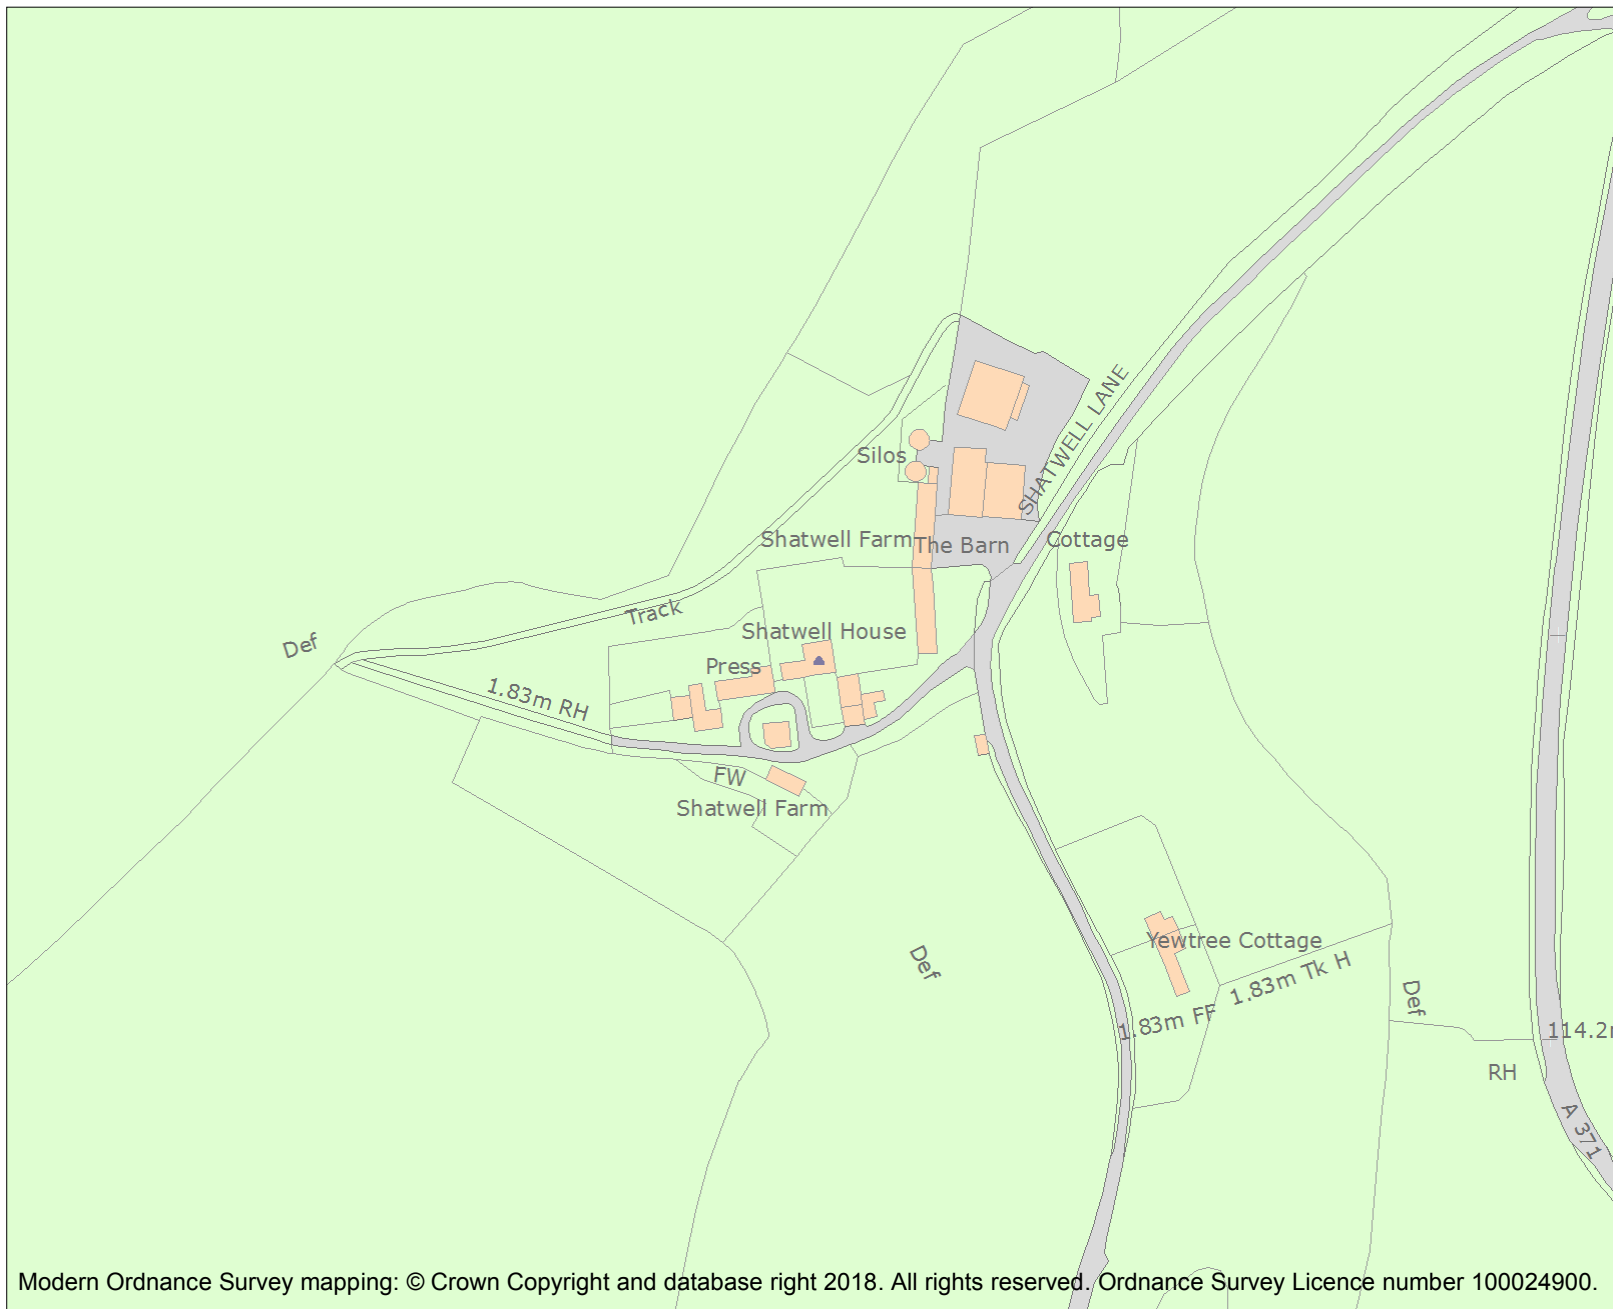 SHATWELL LANE
Silos
Shatwell Farm
The Barn
Cottage
Track
Shatwell House
Def
Press
1.83m RH
FW
Shatwell Farm
Yewtree Cottage
Def
1.83m Tk H
Def
1.83m FF
114.2
RH
A 371
Modern Ordnance Survey mapping: © Crown Copyright and database right 2018. All rights reserved. Ordnance Survey Licence number 100024900.